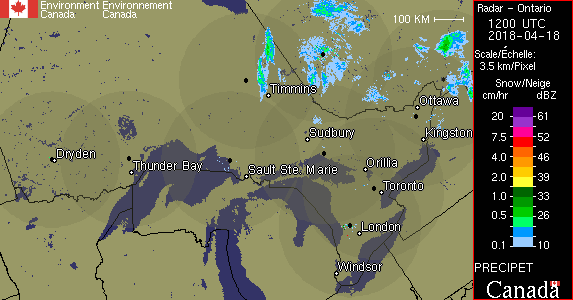 Environment Environnement
Canada Canada
100 KM
Radar - Ontario
1200 UTC
2018-04-18
Scale/Échelle:
3.5 km/Pixel
Snow/Neige
cm/hr dBZ
20 61
7.5 52
4.0 46
2.0 39
1.0 33
0.5 26
0.1 10
PRECIPET
Canada
Timmins
Ottawa
Sudbury
Kingston
Dryden
Thunder Bay
Sault Ste. Marie
Orillia
Toronto
London
Windsor